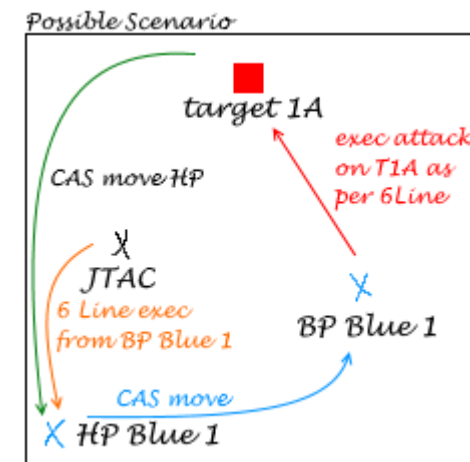 Possible Scenario
target 1A
exec attack
on T1A as
per 6Line
CAS move HP
JTAC
6 Line exec
from BP Blue 1
BP Blue 1
CAS move
HP Blue 1